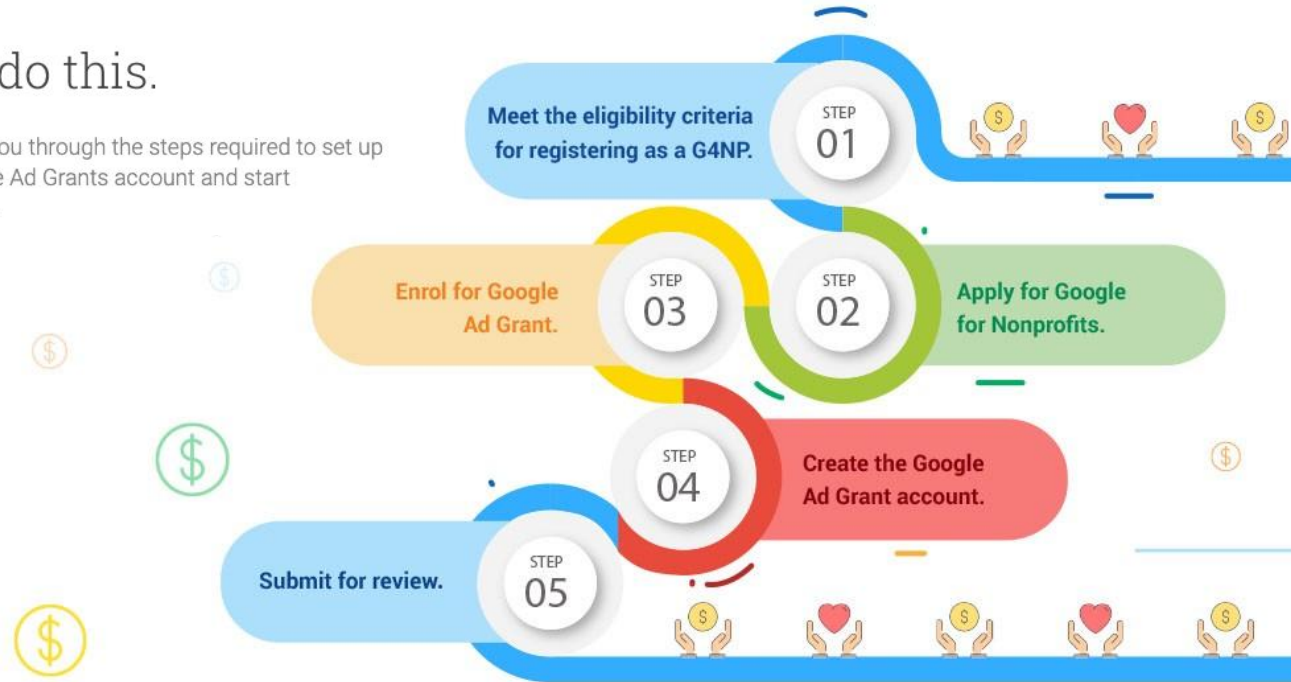 do this.
ou through the steps required to set up
e Ad Grants account and start
Meet the eligibility criteria
for registering as a G4NP.
STEP
01
Apply for Google
for Nonprofits.
STEP
02
Enrol for Google
Ad Grant.
STEP
03
Create the Google
Ad Grant account.
STEP
04
Submit for review.
STEP
05